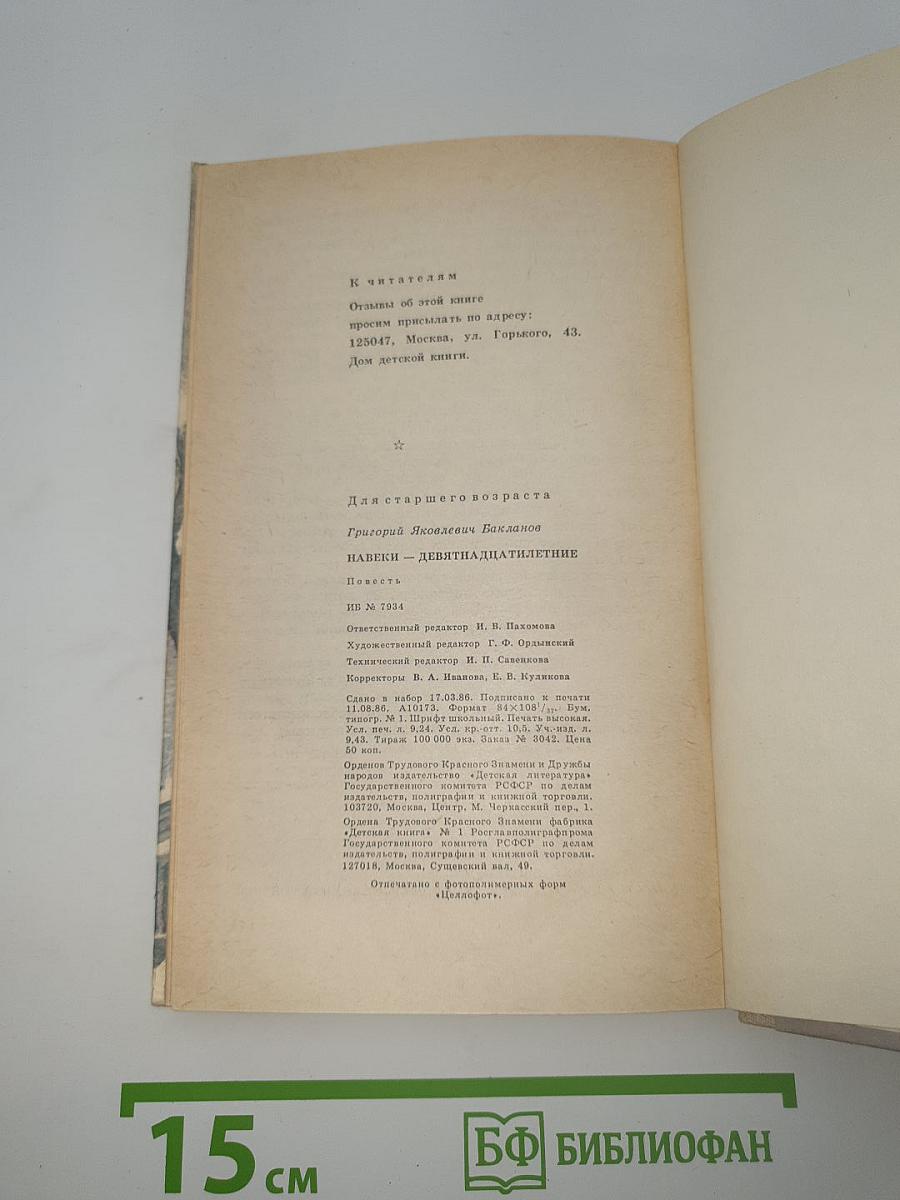 К читателям
Отзывы об этой книге
просим присылать по адресу:
125047, Москва, ул. Горького, 43.
Дом детской книги.
☆
Для старшего возраста
Григорий Яковлевич Бакланов
НАВЕКИ — ДЕВЯТНАДЦАТИЛЕТНИЕ
Повесть
ИБ № 7934
Ответственный редактор И. В. Пахомова
Художественный редактор Г. Ф. Ордынский
Технический редактор И. П. Савенкова
Корректоры В. А. Иванова, Е. В. Куликова
Сдано в набор 17.03.86. Подписано к печати
11.08.86. А10173. Формат 84×108¹/₃₂. Бум.
типогр. № 1. Шрифт школьный. Печать высокая.
Усл. печ. л. 9,24. Усл. кр.-отт. 10,5. Уч.-изд. л.
9,43. Тираж 100 000 экз. Заказ № 3042. Цена
50 коп.
Орденов Трудового Красного Знамени и Дружбы
народов издательство «Детская литература»
Государственного комитета РСФСР по делам
издательств, полиграфии и книжной торговли.
103720, Москва, Центр, М. Черкасский пер., 1.
Ордена Трудового Красного Знамени фабрика
«Детская книга» № 1 Росглавполиграфпрома
Государственного комитета РСФСР по делам
издательств, полиграфии и книжной торговли.
127018, Москва, Сущевский вал, 49.
Отпечатано с фотополимерных форм
«Целлофот».
15 см
БФ БИБЛИОФАН